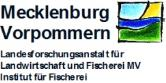 Mecklenburg
Vorpommern
Landesforschungsanstalt für
Landwirtschaft und Fischerei MV
Institut für Fischerei